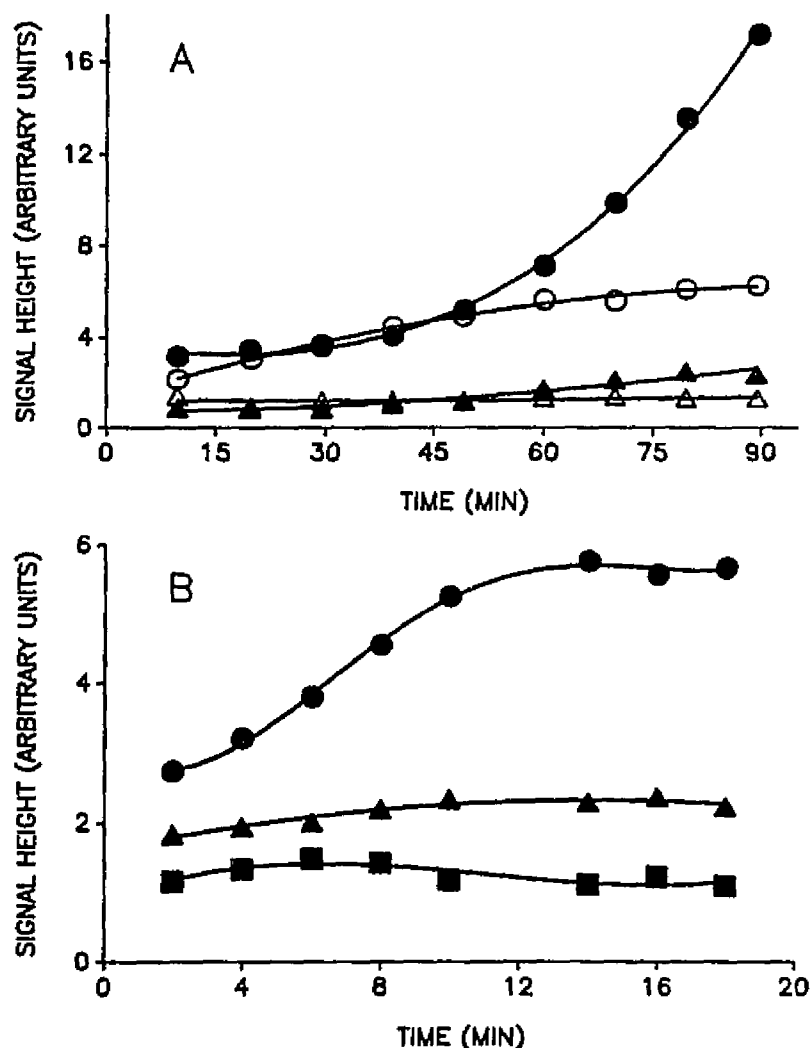 A
SIGNAL HEIGHT (ARBITRARY UNITS)
16
12
8
4
0
0 15 30 45 60 75 90
TIME (MIN)
B
SIGNAL HEIGHT (ARBITRARY UNITS)
6
4
2
0
0 4 8 12 16 20
TIME (MIN)